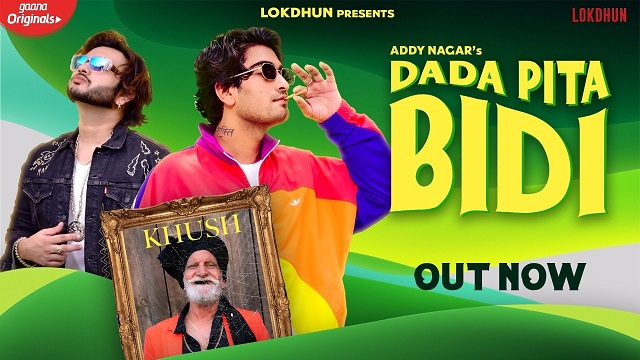 gaana
Originals
LOKDHUN PRESENTS
LOKDHUN
ADDY NAGAR's
DADA PITA
BIDI
OUT NOW
KHUSH